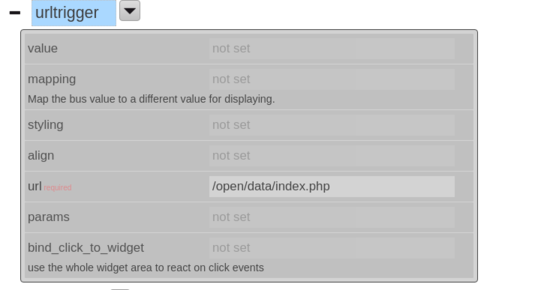 urltrigger
value not set
mapping not set
Map the bus value to a different value for displaying.
styling not set
align not set
url required /open/data/index.php
params not set
bind_click_to_widget not set
use the whole widget area to react on click events